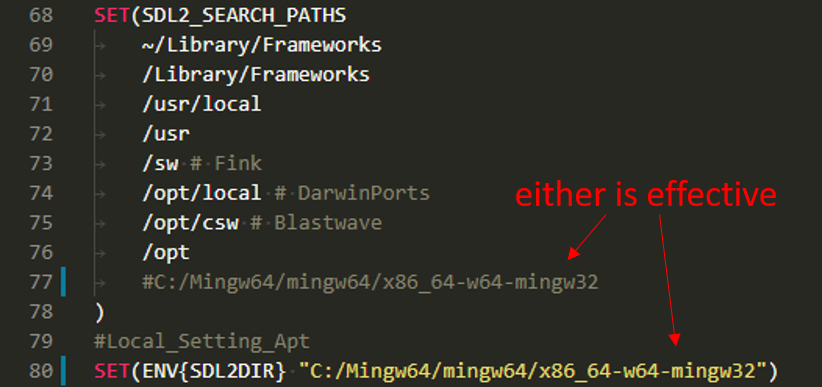 68 SET(SDL2_SEARCH_PATHS
69 ~/Library/Frameworks
70 /Library/Frameworks
71 /usr/local
72 /usr
73 /sw # Fink
74 /opt/local # DarwinPorts
either is effective
75 /opt/csw # Blastwave
76 /opt
77 #C:/Mingw64/mingw64/x86_64-w64-mingw32
78 )
79 #Local_Setting_Apt
80 SET(ENV{SDL2DIR} "C:/Mingw64/mingw64/x86_64-w64-mingw32")